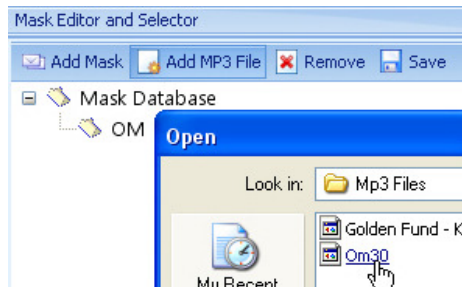 Mask Editor and Selector
Add Mask Add MP3 File Remove Save
Mask Database
OM
Open
Look in: Mp3 Files
Golden Fund - K
Om30
My Recent